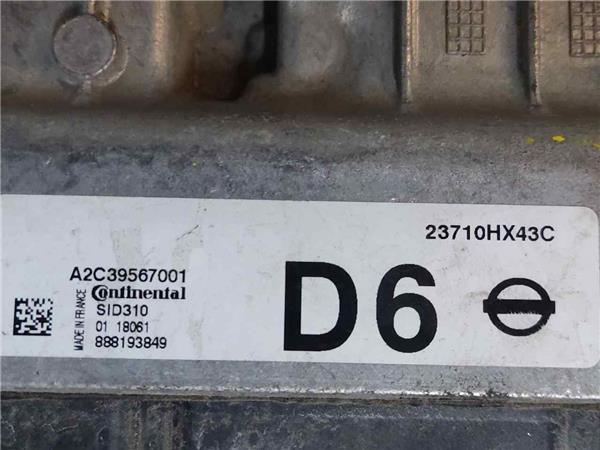 23710HX43C
A2C39567001
Continental
SID310
01 18061
888193849
MADE IN FRANCE
D6